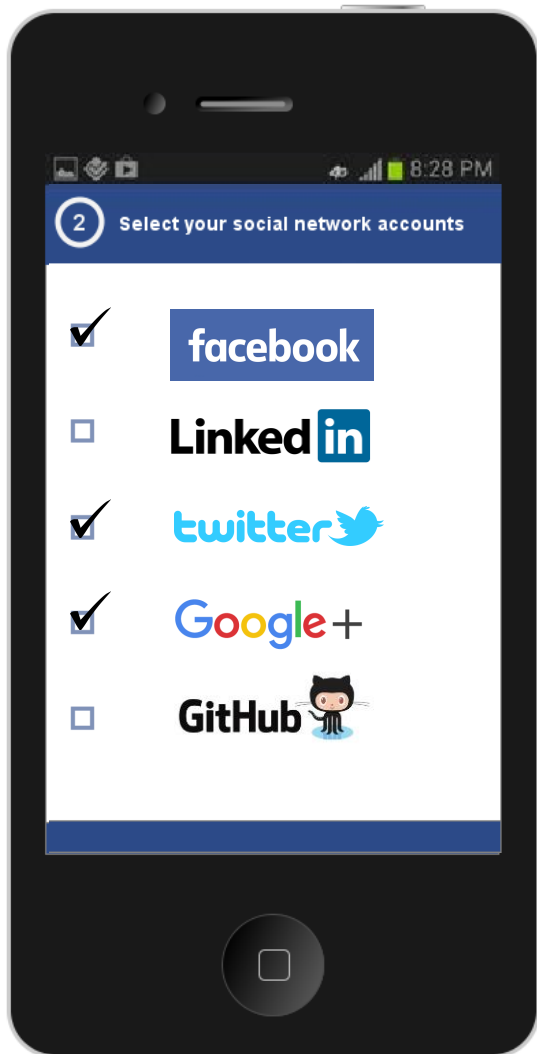 8:28 PM
2 Select your social network accounts
facebook
Linked in
twitter
Google+
GitHub